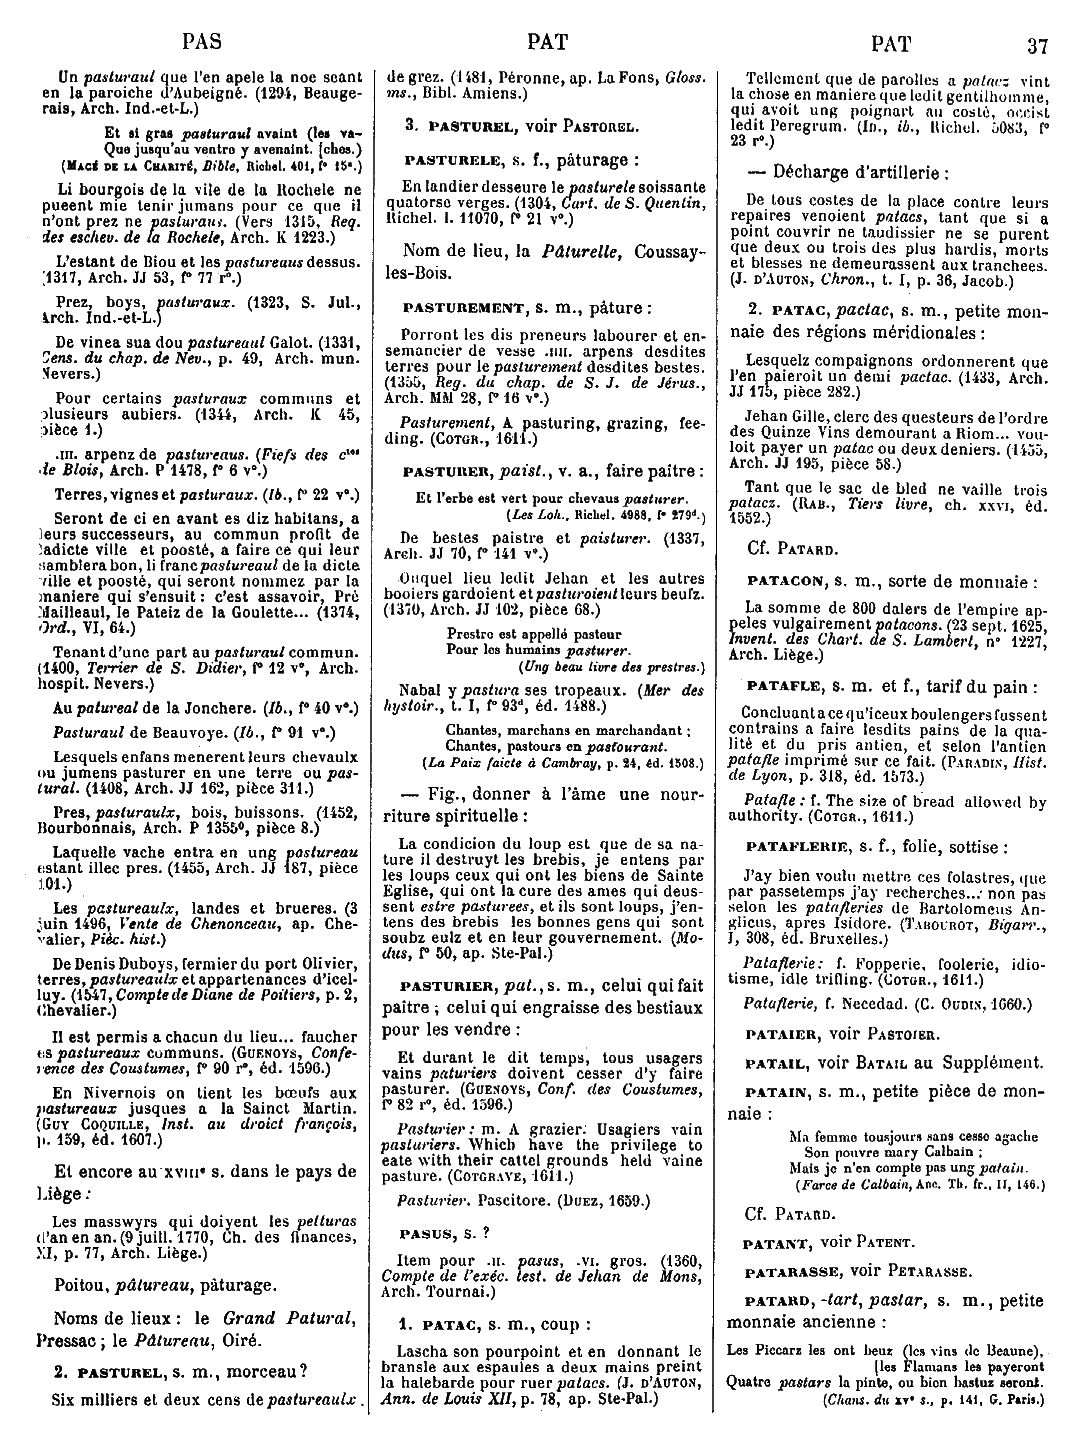 PAS
PAT
PAT
37
Un pasturaul que l'en apele la noe seant
en la paroiche d'Aubeigné. (1294, Beauge-
rais, Arch. Ind.-et-L.)
Et si gras pasturaul avaint (les va-
Que jusqu'au ventre y avenaint. [ches.)
(MACÉ DE LA CHARITÉ, Bible, Richel. 401, f° 15ª.)
Li bourgois de la vile de la Rochele ne
pueent mie tenir jumans pour ce que il
n'ont prez ne pasturaus. (Vers 1315, Req.
des eschev. de la Rochele, Arch. K 1223.)
L'estant de Biou et les pastureaus dessus.
(1317, Arch. JJ 53, f° 77 r°.)
Prez, boys, pasturaux. (1323, S. Jul.,
Arch. Ind.-et-L.)
De vinea sua dou pastureaul Galot. (1331,
Cens. du chap. de Nev., p. 49, Arch. mun.
Nevers.)
Pour certains pasturaux communs et
plusieurs aubiers. (1344, Arch. K 45,
pièce 1.)
.III. arpenz de pastureaus. (Fiefs des ctes
de Blois, Arch. P 1478, f° 6 v°.)
Terres, vignes et pasturaux. (Ib., f° 22 v°.)
Seront de ci en avant es diz habitans, a
leurs successeurs, au commun profit de
ladicte ville et poosté, a faire ce qui leur
samblera bon, li franc pastureaul de la dicte
ville et poosté, qui seront nommez par la
maniere qui s'ensuit : c'est assavoir, Pré
Mailleaul, le Pateiz de la Goulette... (1374,
Ord., VI, 64.)
Tenant d'une part au pasturaul commun.
(1400, Terrier de S. Didier, f° 12 v°, Arch.
hospit. Nevers.)
Au patureal de la Jonchere. (Ib., f° 40 v°.)
Pasturaul de Beauvoye. (Ib., f° 91 v°.)
Lesquels enfans menerent leurs chevaulx
ou jumens pasturer en une terre ou pas-
tural. (1408, Arch. JJ 162, pièce 311.)
Pres, pasturaulx, bois, buissons. (1452,
Bourbonnais, Arch. P 1355⁶, pièce 8.)
Laquelle vache entra en ung pastureau
estant illec pres. (1455, Arch. JJ 187, pièce
101.)
Les pastureaulx, landes et brueres. (3
juin 1496, Vente de Chenonceau, ap. Che-
valier, Pièc. hist.)
De Denis Duboys, fermier du port Olivier,
terres, pastureaulx et appartenances d'icel-
luy. (1547, Compte de Diane de Poitiers, p. 2,
Chevalier.)
Il est permis a chacun du lieu... faucher
es pastureaux communs. (GUENOYS, Confe-
rence des Coustumes, f° 90 r°, éd. 1596.)
En Nivernois on tient les bœufs aux
pastureaux jusques a la Sainct Martin.
(GUY COQUILLE, Inst. au droict françois,
p. 159, éd. 1607.)
Et encore au XVIIIe s. dans le pays de
Liège :
Les masswyrs qui doiyent les petturas
d'an en an. (9 juill. 1770, Ch. des finances,
XI, p. 77, Arch. Liège.)
Poitou, pâtureau, pâturage.
Noms de lieux : le Grand Patural,
Pressac ; le Pâtureau, Oiré.
2. PASTUREL, s. m., morceau ?
Six milliers et deux cens de pastureaulx
de grez. (1481, Péronne, ap. La Fons, Gloss.
ms., Bibl. Amiens.)
3. PASTUREL, voir PASTOREL.
PASTURELE, s. f., pâturage :
En landier desseure le pasturele soissante
quatorse verges. (1304, Cart. de S. Quentin,
Richel. l. 11070, f° 21 v°.)
Nom de lieu, la Pâturelle, Coussay-
les-Bois.
PASTUREMENT, s. m., pâture :
Porront les dis preneurs labourer et en-
semancier de vesse .IIII. arpens desdites
terres pour le pasturement desdites bestes.
(1355, Reg. du chap. de S. J. de Jérus.,
Arch. MM 28, f° 16 v°.)
Pasturement, A pasturing, grazing, fee-
ding. (COTGR., 1611.)
PASTURER, paist., v. a., faire paitre :
Et l'erbe est vert pour chevaus pasturer.
(Les Loh., Richel. 4988, f° 279ᵈ.)
De bestes paistre et paisturer. (1337,
Arch. JJ 70, f° 141 v°.)
Ouquel lieu ledit Jehan et les autres
booiers gardoient et pasturoient leurs beufz.
(1370, Arch. JJ 102, pièce 68.)
Prestre est appellé pasteur
Pour les humains pasturer.
(Ung beau livre des prestres.)
Nabal y pastura ses tropeaux. (Mer des
hystoir., t. I, f° 93ᵈ, éd. 1488.)
Chantes, marchans en marchandant ;
Chantes, pastours en pastourant.
(La Paix faicte à Cambray, p. 24, éd. 1508.)
— Fig., donner à l'âme une nour-
riture spirituelle :
La condicion du loup est que de sa na-
ture il destruyt les brebis, je entens par
les loups ceux qui ont les biens de Sainte
Eglise, qui ont la cure des ames qui deus-
sent estre pasturees, et ils sont loups, j'en-
tens des brebis les bonnes gens qui sont
soubz eulz et en leur gouvernement. (Mo-
dus, f° 50, ap. Ste-Pal.)
PASTURIER, pat., s. m., celui qui fait
paître ; celui qui engraisse des bestiaux
pour les vendre :
Et durant le dit temps, tous usagers
vains paturiers doivent cesser d'y faire
pasturer. (GUENOYS, Conf. des Coustumes,
f° 82 r°, éd. 1596.)
Pasturier : m. A grazier. Usagiers vain
pasturiers. Which have the privilege to
eate with their cattel grounds held vaine
pasture. (COTGRAVE, 1611.)
Pasturier. Pascitore. (DUEZ, 1659.)
PASUS, s. ?
Item pour .II. pasus, .VI. gros. (1360,
Compte de l'exéc. test. de Jehan de Mons,
Arch. Tournai.)
1. PATAC, s. m., coup :
Lascha son pourpoint et en donnant le
bransle aux espaules a deux mains preint
la halebarde pour ruer patacs. (J. D'AUTON,
Ann. de Louis XII, p. 78, ap. Ste-Pal.)
Tellement que de parolles a patacz vint
la chose en maniere que ledit gentilhomme,
qui avoit ung poignart au costé, occist
ledit Peregrum. (ID., ib., Richel. 5083, f°
23 r°.)
— Décharge d'artillerie :
De tous costes de la place contre leurs
repaires venoient patacs, tant que si a
point couvrir ne taudissier ne se purent
que deux ou trois des plus hardis, morts
et blesses ne demeurassent aux tranchees.
(J. D'AUTON, Chron., t. I, p. 36, Jacob.)
2. PATAC, pactac, s. m., petite mon-
naie des régions méridionales :
Lesquelz compaignons ordonnerent que
l'en paieroit un demi pactac. (1433, Arch.
JJ 175, pièce 282.)
Jehan Gille, clerc des questeurs de l'ordre
des Quinze Vins demourant a Riom... vou-
loit payer un patac ou deux deniers. (1455,
Arch. JJ 195, pièce 58.)
Tant que le sac de bled ne vaille trois
patacz. (RAB., Tiers livre, ch. XXVI, éd.
1552.)
Cf. PATARD.
PATACON, s. m., sorte de monnaie :
La somme de 800 dalers de l'empire ap-
peles vulgairement patacons. (23 sept. 1625,
Invent. des Chart. de S. Lambert, n° 1227,
Arch. Liège.)
PATAFLE, s. m. et f., tarif du pain :
Concluant a ce qu'iceux boulengers fussent
contrains a faire lesdits pains de la qua-
lité et du pris antien, et selon l'antien
patafle imprimé sur ce fait. (PARADIN, Hist.
de Lyon, p. 318, éd. 1573.)
Patafle : f. The size of bread allowed by
authority. (COTGR., 1611.)
PATAFLERIE, s. f., folie, sottise :
J'ay bien voulu mettre ces folastres, que
par passetemps j'ay recherches... non pas
selon les patafleries de Bartolomeus An-
glicus, apres Isidore. (TABOUROT, Bigarr.,
I, 308, éd. Bruxelles.)
Pataflerie : f. Fopperie, foolerie, idio-
tisme, idle trifling. (COTGR., 1611.)
Pataflerie, f. Necedad. (C. OUDIN, 1660.)
PATAIER, voir PASTOIER.
PATAIL, voir BATAIL au Supplément.
PATAIN, s. m., petite pièce de mon-
naie :
Ma femme tousjours sans cesse agache
Son pouvre mary Calbain ;
Mais je n'en compte pas ung patain.
(Farce de Calbain, Anc. Th. fr., II, 146.)
Cf. PATARD.
PATANT, voir PATENT.
PATARASSE, voir PETARASSE.
PATARD, -tart, pastar, s. m., petite
monnaie ancienne :
Les Piccarz les ont beuz (les vins de Beaune),
[les Flamans les payeront
Quatre pastars la pinte, ou bien bastuz seront.
(Chans. du XVe s., p. 141, G. Paris.)